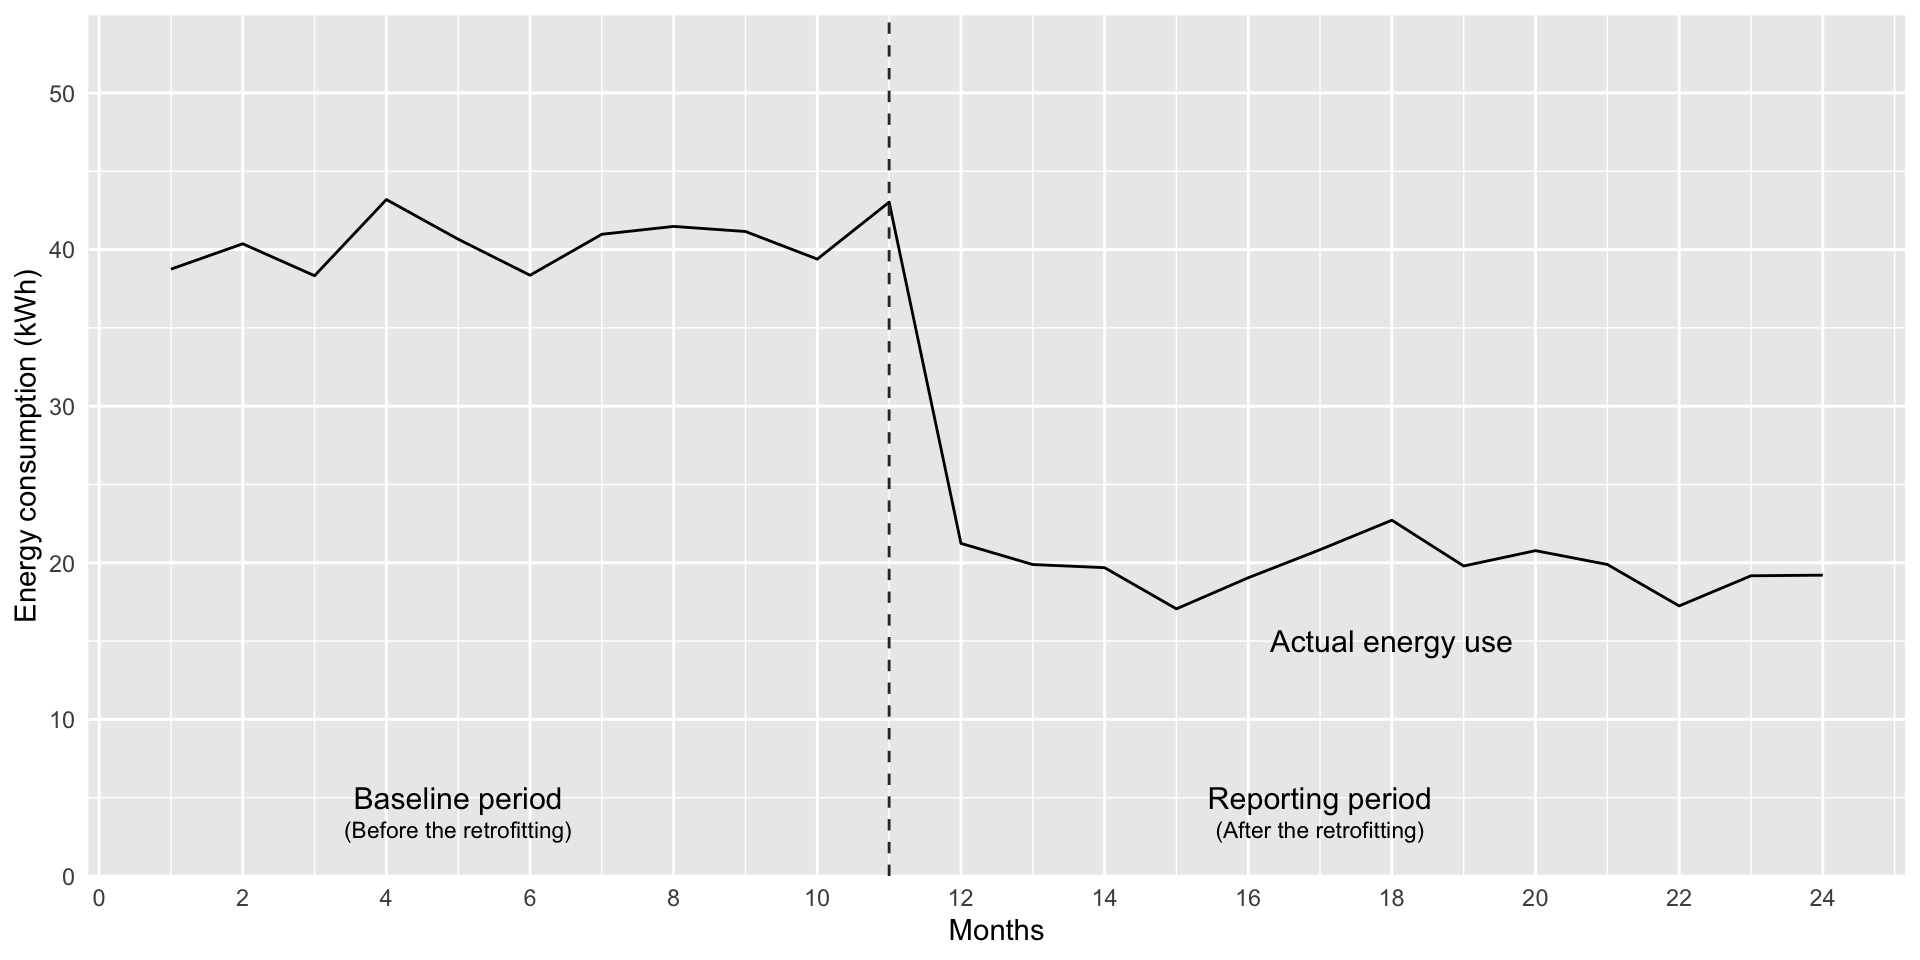 50
40
30
20
10
0
Energy consumption (kWh)
Actual energy use
Baseline period
(Before the retrofitting)
Reporting period
(After the retrofitting)
0 2 4 6 8 10 12 14 16 18 20 22 24
Months